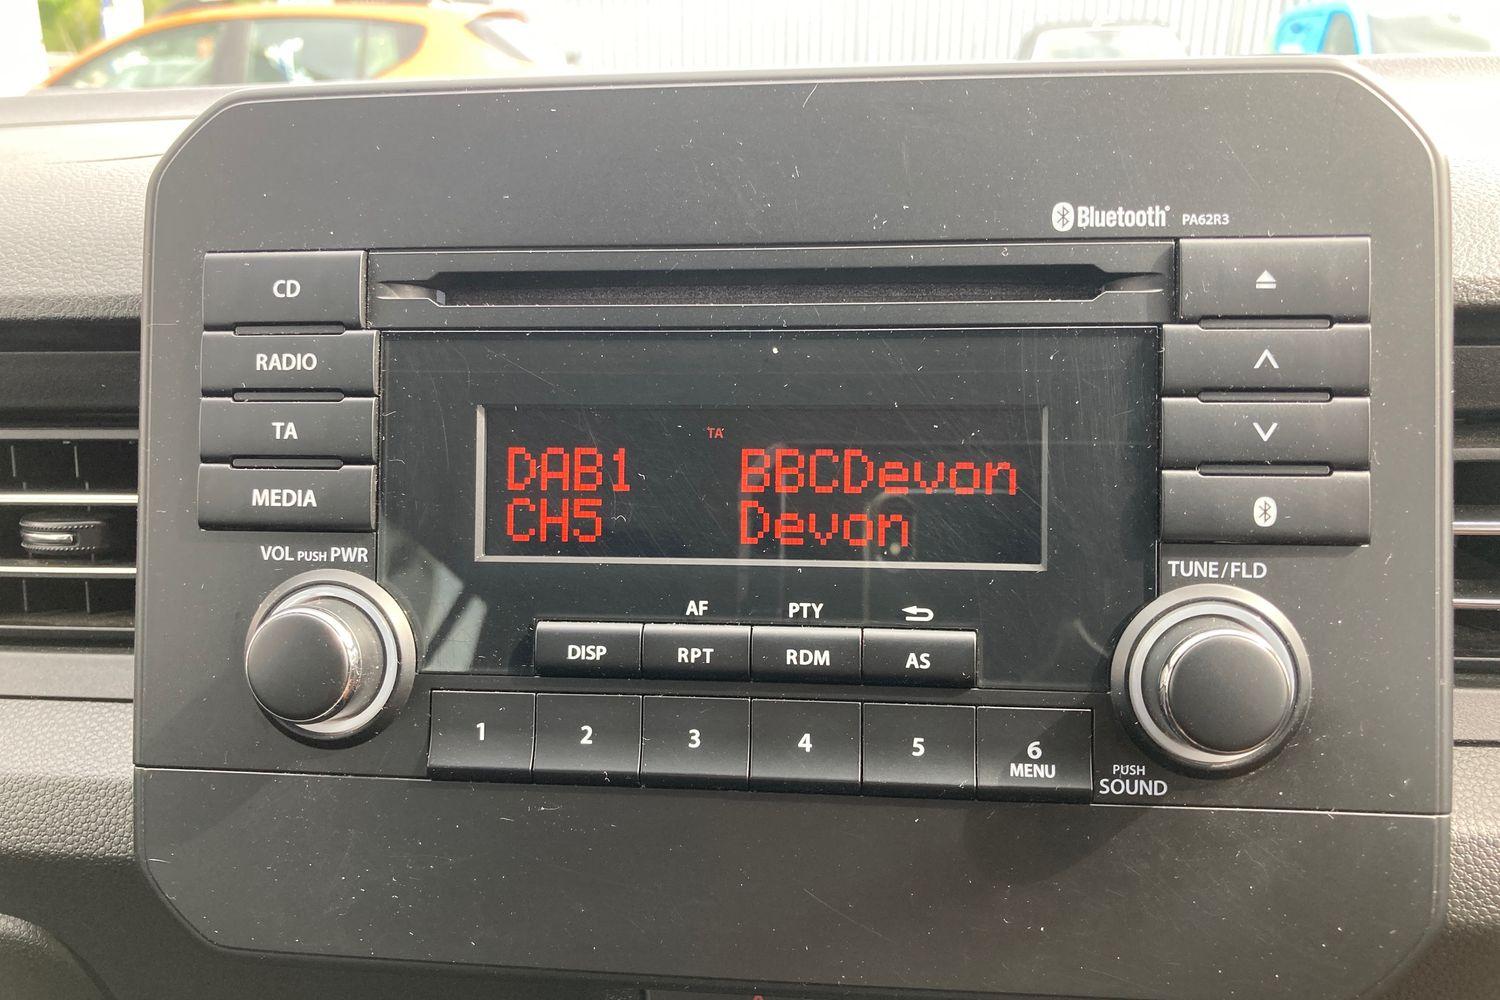 Bluetooth® PA62R3
CD
RADIO
TA
MEDIA
TA
DAB1 BBCDevon
CH5 Devon
VOL PUSH PWR
TUNE/FLD
AF PTY
DISP RPT RDM AS
1 2 3 4 5 6
MENU
PUSH
SOUND